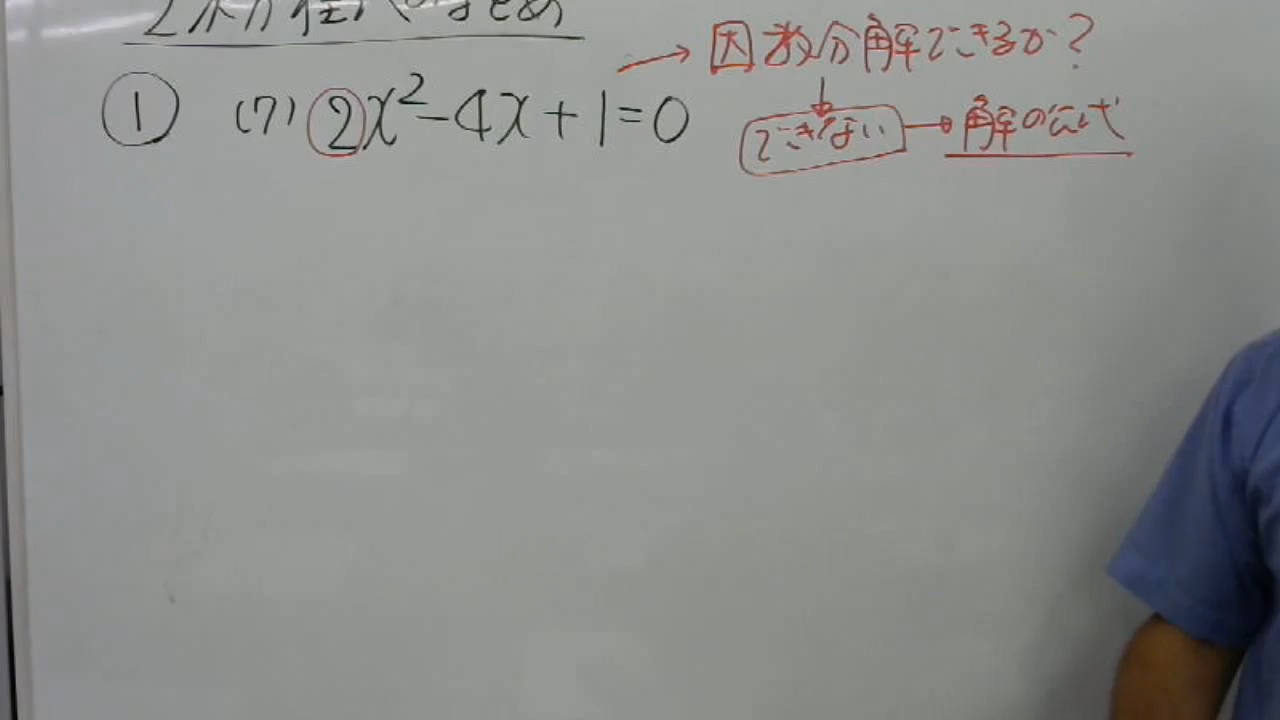 2次方程式のまとめ
① (7) 2x²-4x+1=0
因数分解できるか?
できない → 解の公式